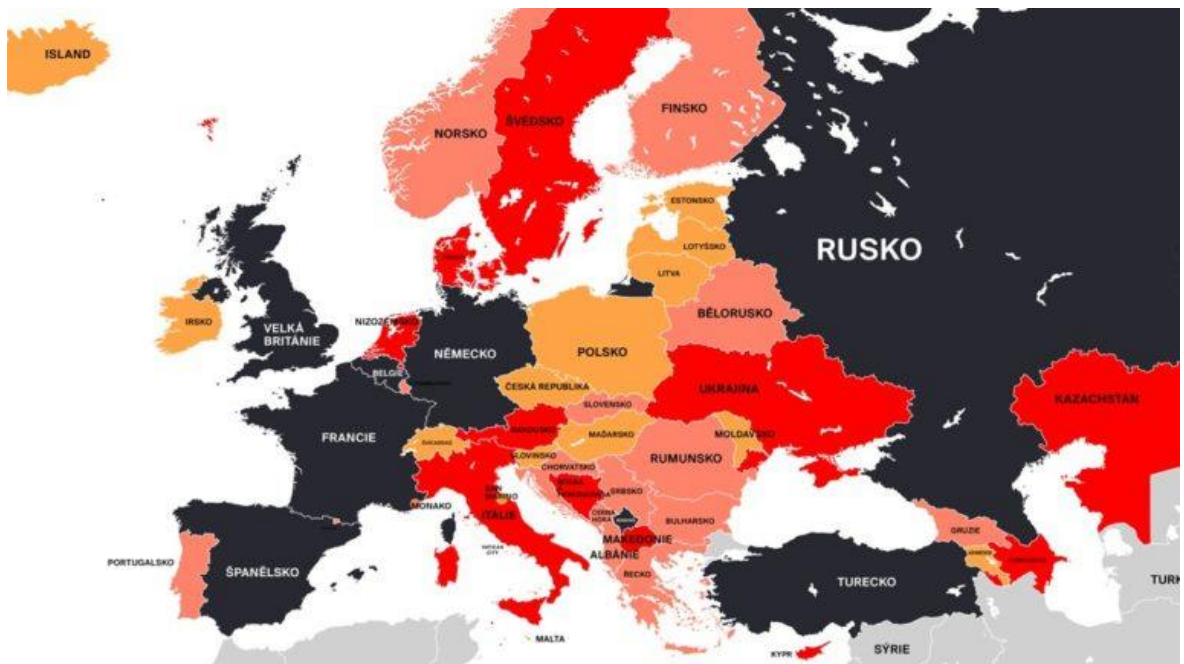 ISLAND
NORSKO
ŠVÉDSKO
FINSKO
ESTONSKO
LOTYŠSKO
LITVA
RUSKO
IRSKO
VELKÁ
BRITÁNIE
NIZOZEMSKO
BELGIE
NĚMECKO
POLSKO
BĚLORUSKO
ČESKÁ REPUBLIKA
UKRAJINA
KAZACHSTÁN
SLOVENSKO
RAKOUSKO
MAĎARSKO
MOLDAVSKO
FRANCIE
SLOVINSKO
CHORVATSKO
RUMUNSKO
SAN
MARINO
BOSNA
SRBSKO
MONAKO
ITÁLIE
ČERNÁ
HORA
BULHARSKO
GRUZIE
MAKEDONIE
VATICAN
CITY
ALBÁNIE
PORTUGALSKO
ŠPANĚLSKO
ŘECKO
TURECKO
TURK
MALTA
KYPR
SÝRIE